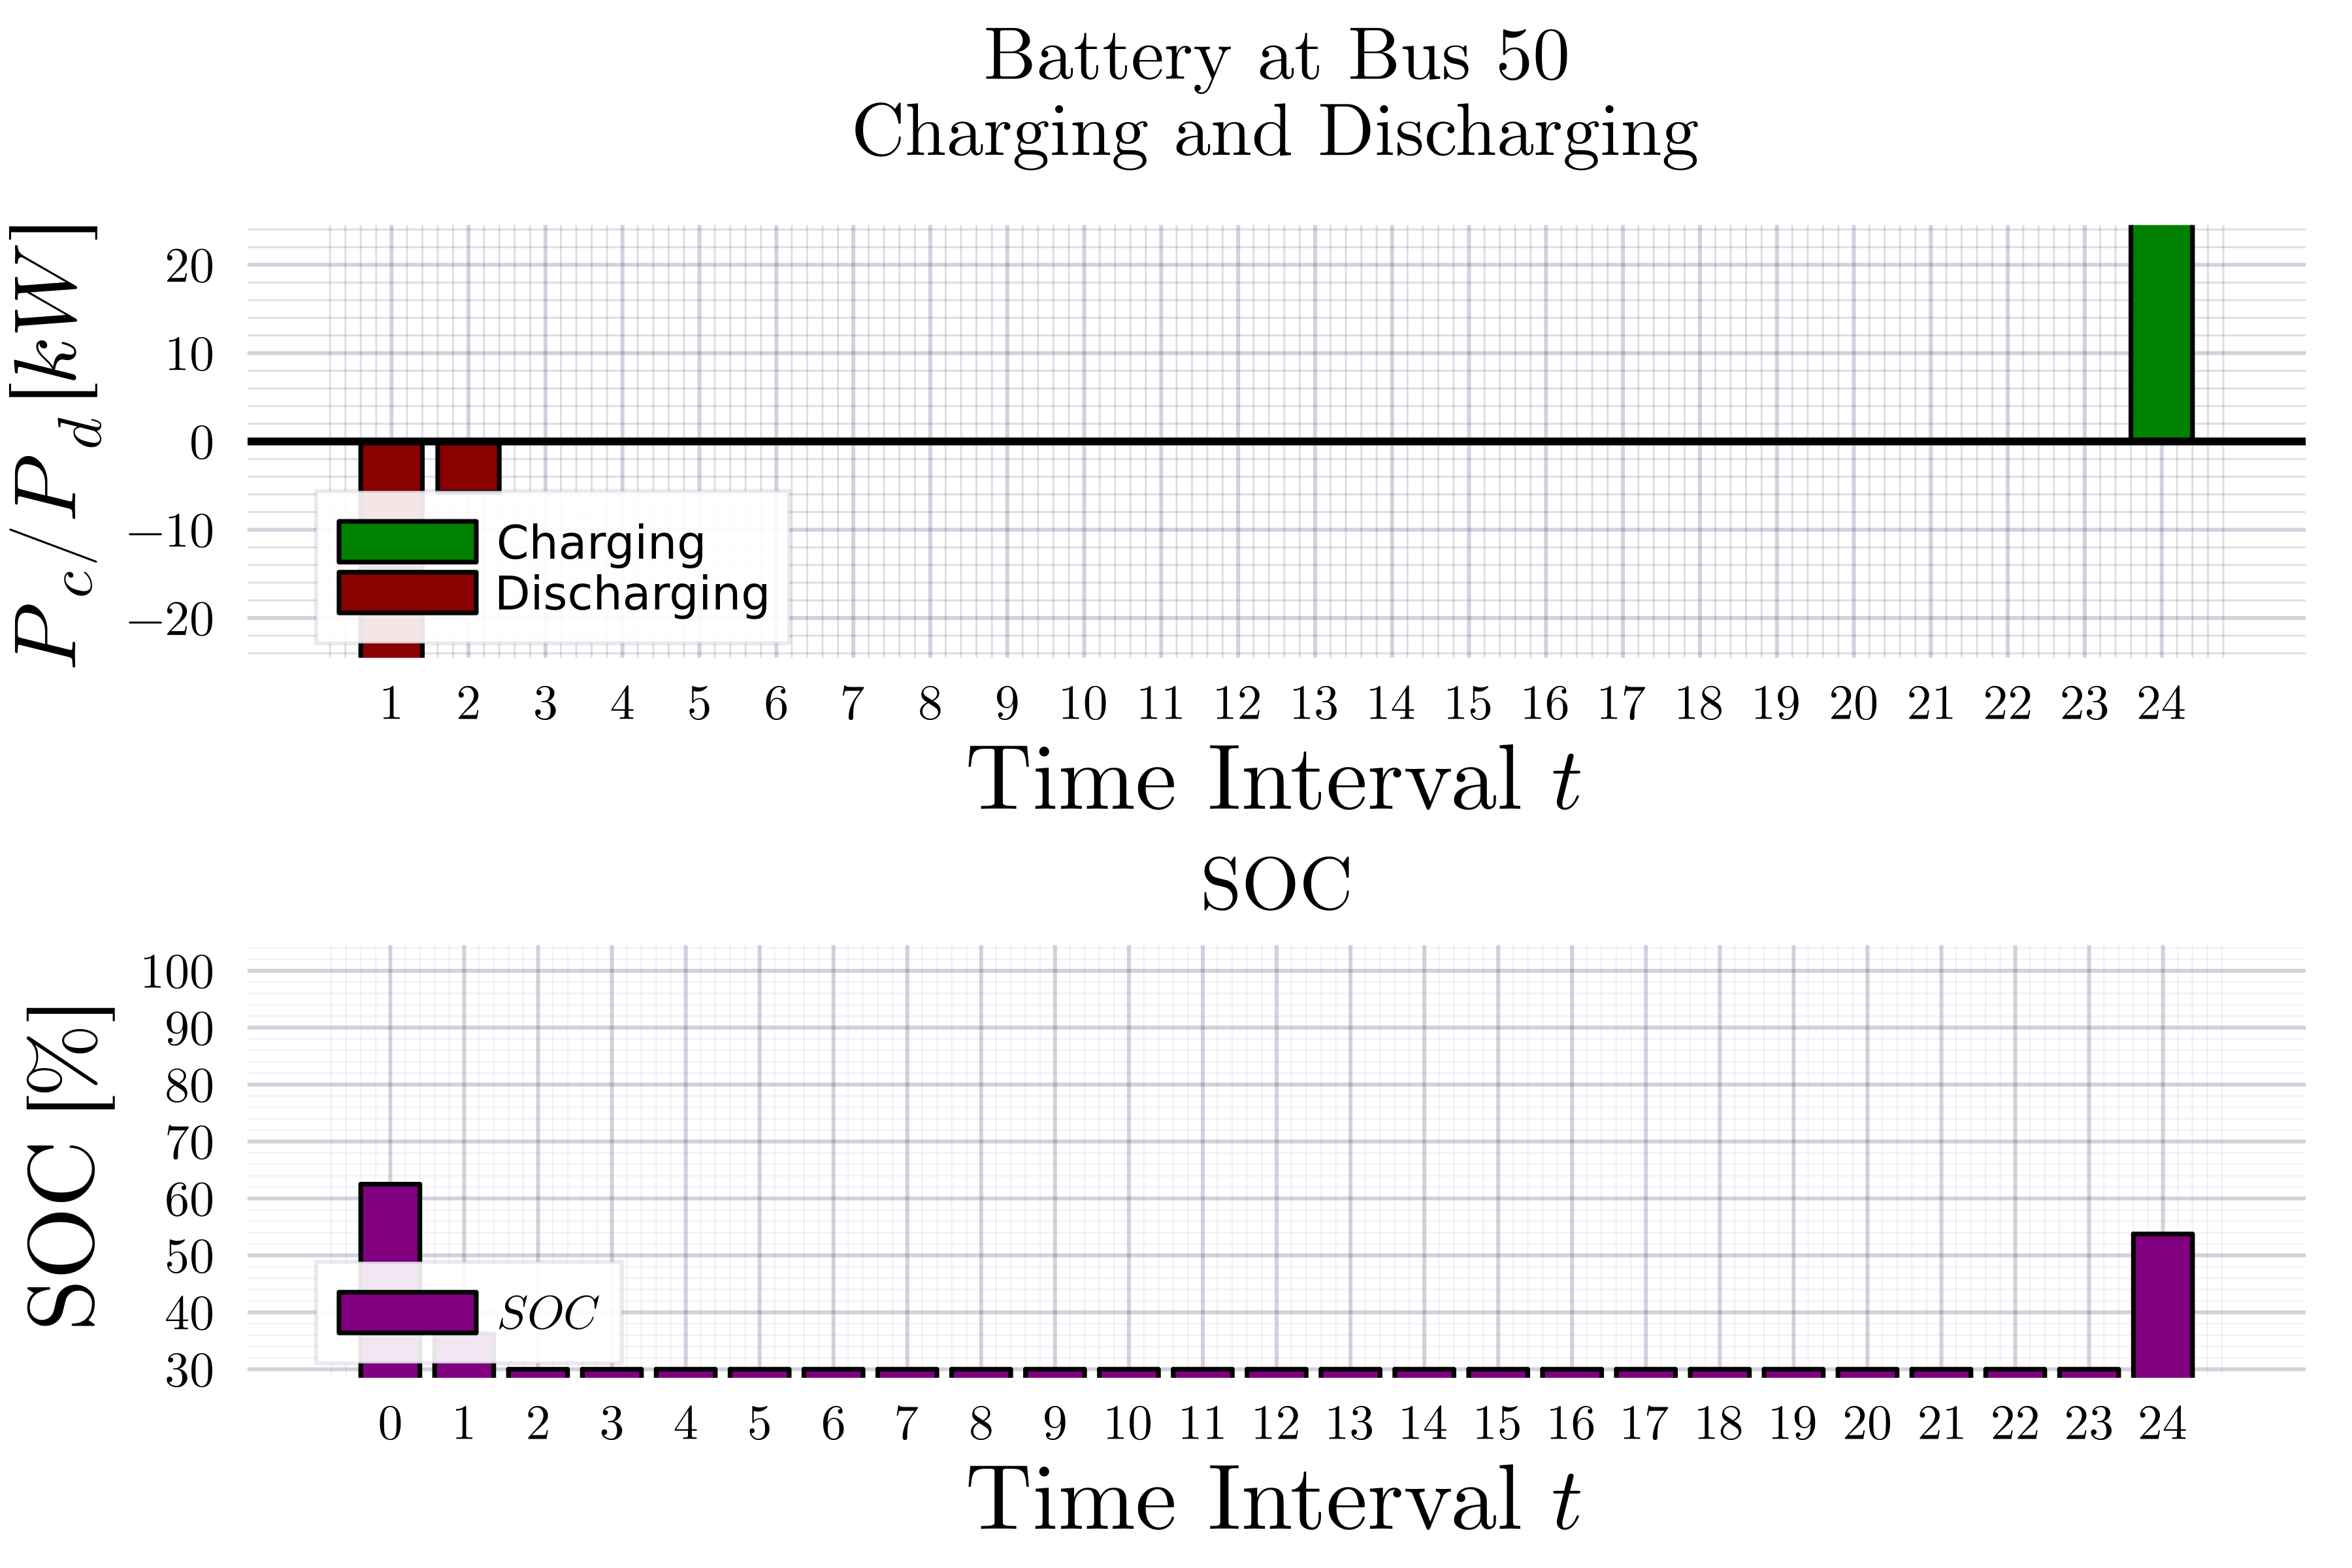 Battery at Bus 50
Charging and Discharging
P_c/P_d [kW]
20
10
0
−10
−20
Charging
Discharging
1 2 3 4 5 6 7 8 9 10 11 12 13 14 15 16 17 18 19 20 21 22 23 24
Time Interval t
SOC
SOC [%]
100
90
80
70
60
50
40
30
SOC
0 1 2 3 4 5 6 7 8 9 10 11 12 13 14 15 16 17 18 19 20 21 22 23 24
Time Interval t